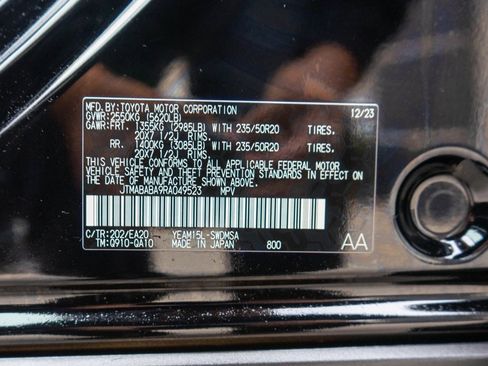 MFD.BY:TOYOTA MOTOR CORPORATION 12/23
GVWR:2550KG (5620LB)
GAWR:FRT. 1355KG (2985LB) WITH 235/50R20 TIRES,
20X7 1/2J RIMS.
RR. 1400KG (3085LB) WITH 235/50R20 TIRES,
20X7 1/2J RIMS.
THIS VEHICLE CONFORMS TO ALL APPLICABLE FEDERAL MOTOR
VEHICLE SAFETY AND THEFT PREVENTION STANDARDS IN EFFECT
ON THE DATE OF MANUFACTURE SHOWN ABOVE.
JTMABABA9RA049523 MPV
C/TR:202/EA20 YEAM15L-SWDMSA
TM:Q910-QA10 MADE IN JAPAN 800 AA